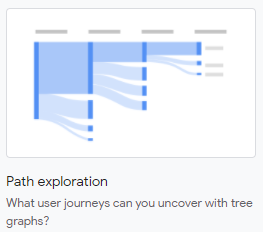 Path exploration
What user journeys can you uncover with tree
graphs?